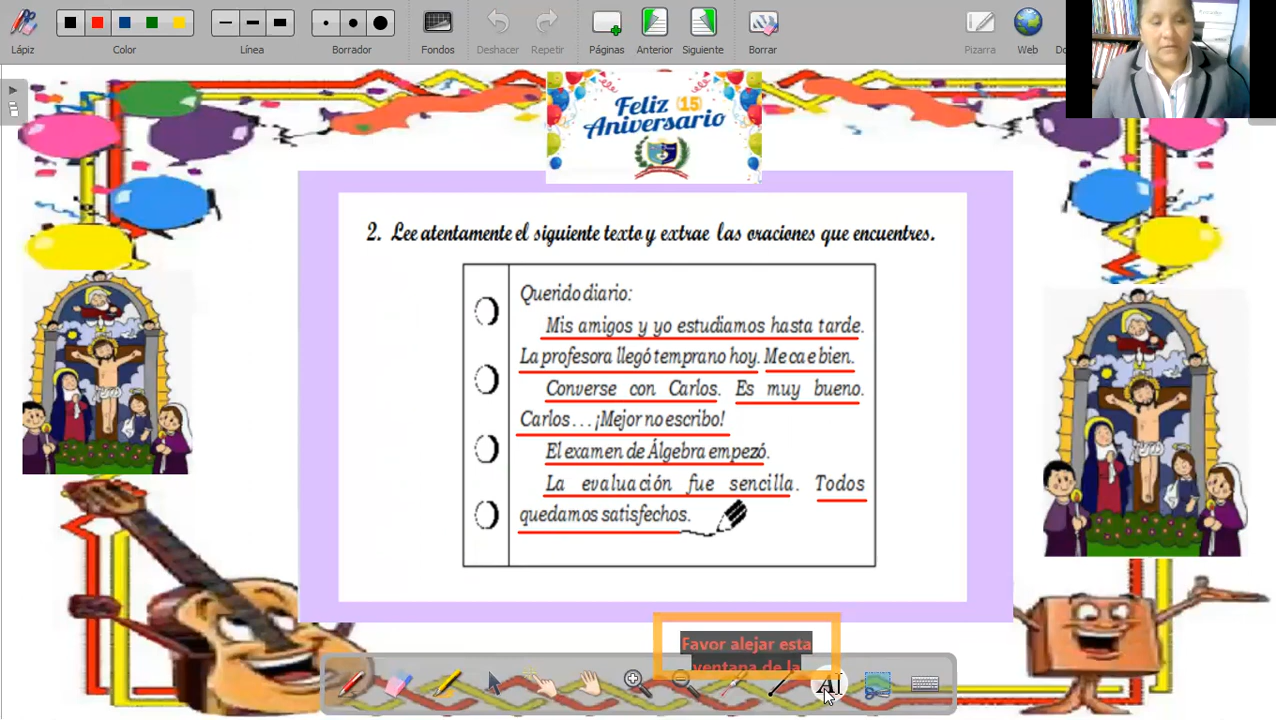 Lápiz
Color
Línea
Borrador
Fondos
Deshacer
Repetir
Páginas
Anterior
Siguiente
Borrar
Pizarra
Web
Feliz 15
Aniversario
2. Lee atentamente el siguiente texto y extrae las oraciones que encuentres.
Querido diario:
Mis amigos y yo estudiamos hasta tarde.
La profesora llegó temprano hoy. Me cae bien.
Converse con Carlos. Es muy bueno.
Carlos... ¡Mejor no escribo!
El examen de Álgebra empezó.
La evaluación fue sencilla. Todos
quedamos satisfechos.
Favor alejar esta
ventana de la
AI